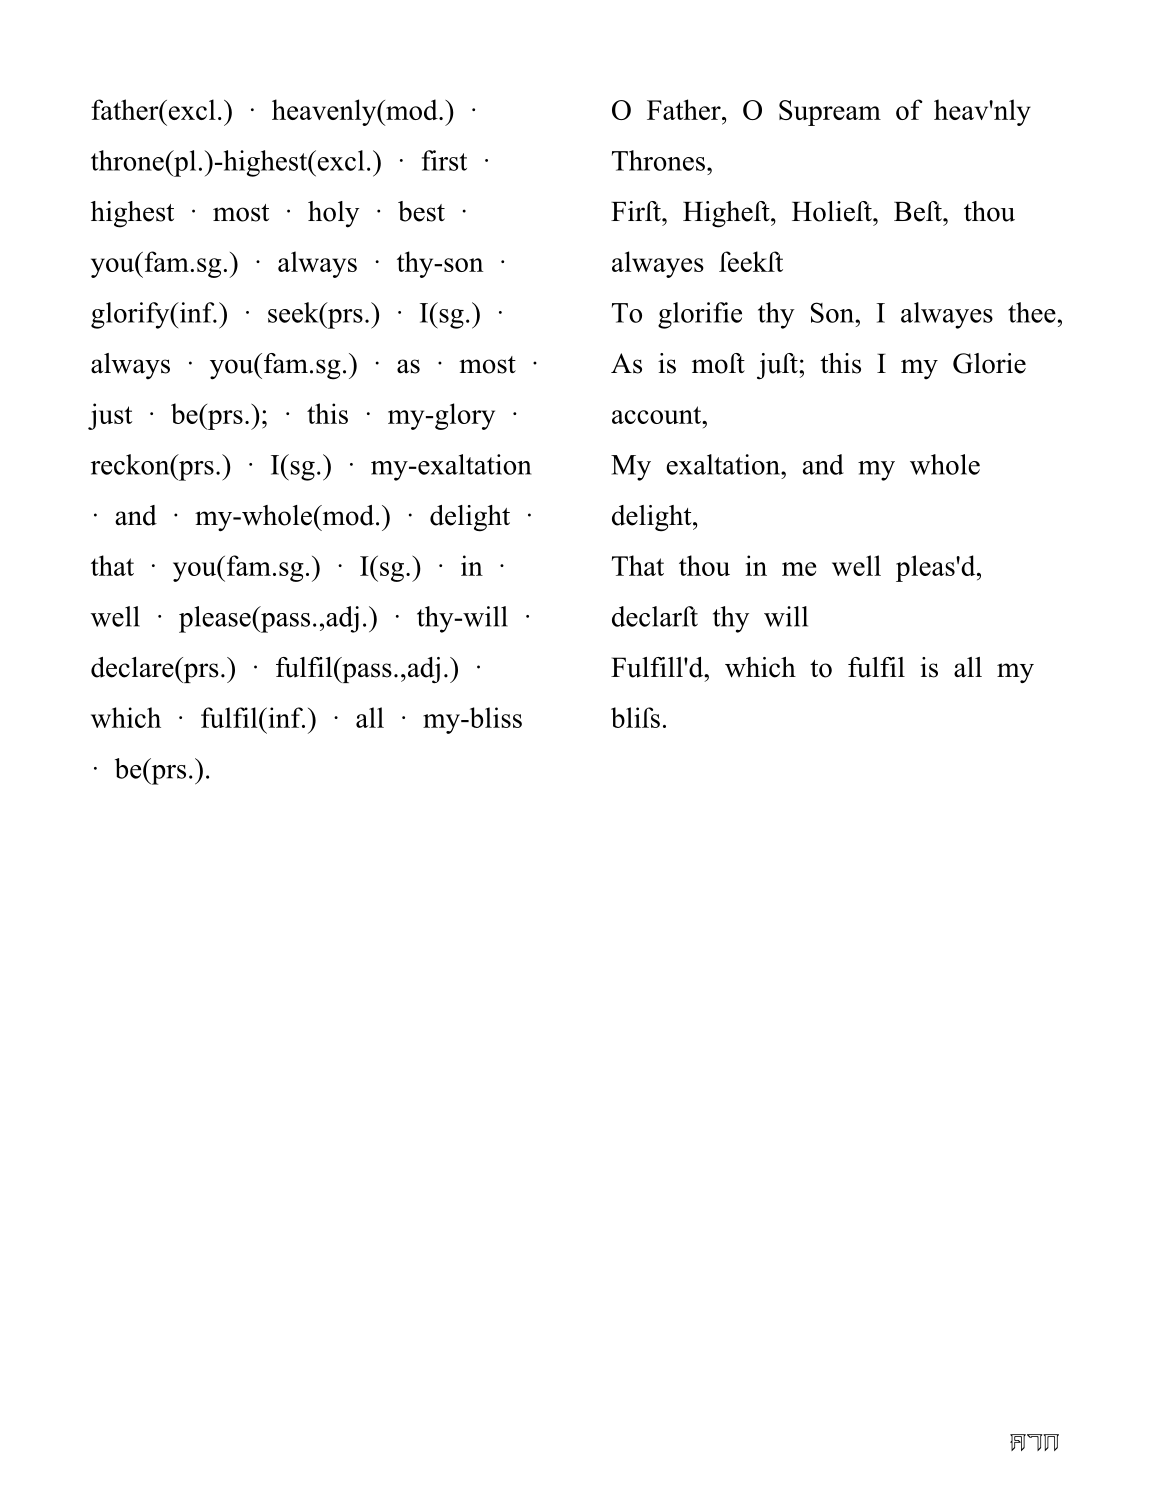 father(excl.) · heavenly(mod.) ·
throne(pl.)-highest(excl.) · first ·
highest · most · holy · best ·
you(fam.sg.) · always · thy-son ·
glorify(inf.) · seek(prs.) · I(sg.) ·
always · you(fam.sg.) · as · most ·
just · be(prs.); · this · my-glory ·
reckon(prs.) · I(sg.) · my-exaltation
· and · my-whole(mod.) · delight ·
that · you(fam.sg.) · I(sg.) · in ·
well · please(pass.,adj.) · thy-will ·
declare(prs.) · fulfil(pass.,adj.) ·
which · fulfil(inf.) · all · my-bliss
· be(prs.).
O Father, O Supream of heav'nly
Thrones,
Firſt, Higheſt, Holieſt, Beſt, thou
alwayes ſeekſt
To glorifie thy Son, I alwayes thee,
As is moſt juſt; this I my Glorie
account,
My exaltation, and my whole
delight,
That thou in me well pleas'd,
declarſt thy will
Fulfill'd, which to fulfil is all my
bliſs.